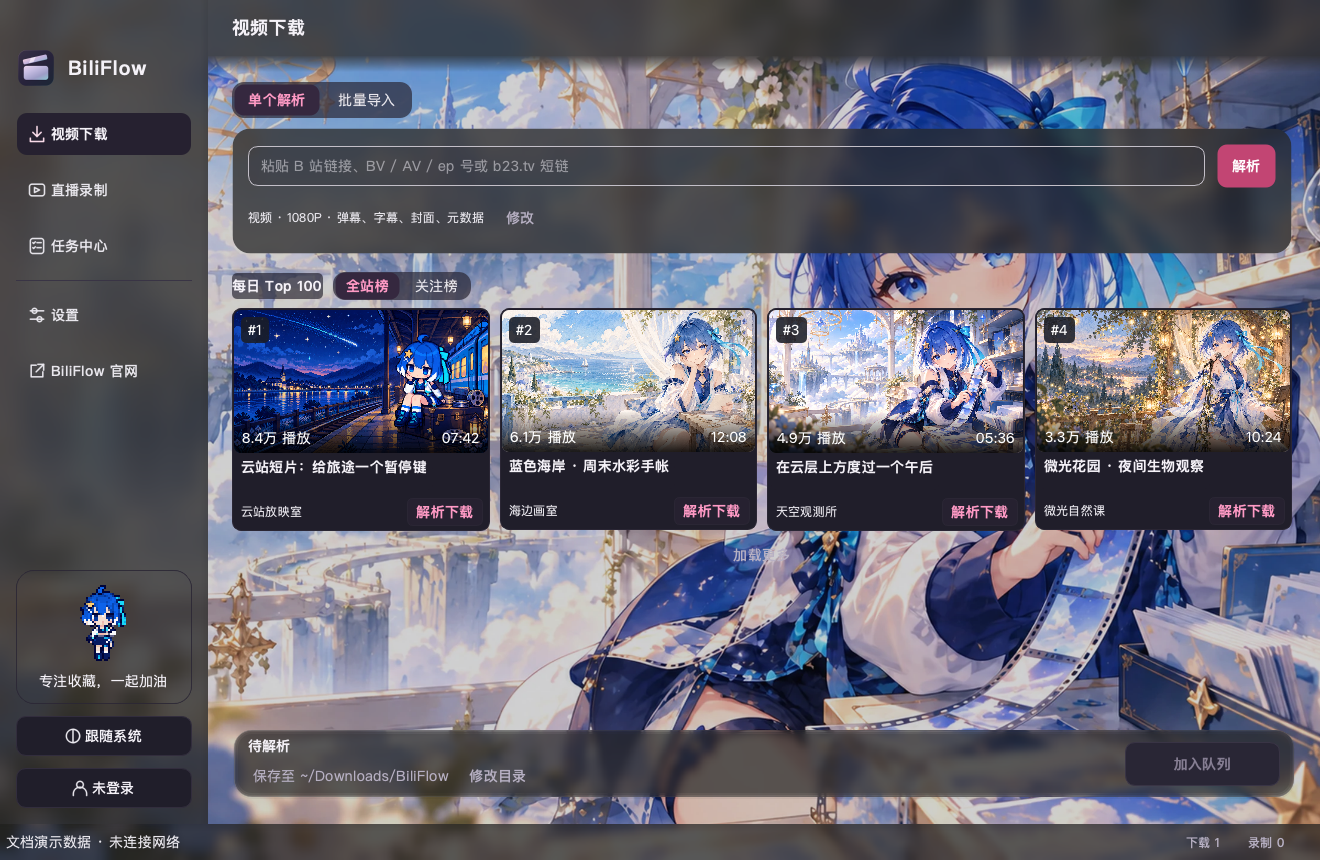 视频下载
BiliFlow
视频下载
直播录制
任务中心
设置
BiliFlow 官网
专注收藏，一起加油
跟随系统
未登录
单个解析 批量导入
粘贴 B 站链接、BV / AV / ep 号或 b23.tv 短链 解析
视频 · 1080P · 弹幕、字幕、封面、元数据 修改
每日 Top 100 全站榜 关注榜
#1
8.4万 播放 07:42
云站短片：给旅途一个暂停键
云站放映室 解析下载
#2
6.1万 播放 12:08
蓝色海岸 · 周末水彩手帐
海边画室 解析下载
#3
4.9万 播放 05:36
在云层上方度过一个午后
天空观测所 解析下载
#4
3.3万 播放 10:24
微光花园 · 夜间生物观察
微光自然课 解析下载
加载更多
待解析
保存至 ~/Downloads/BiliFlow 修改目录 加入队列
文档演示数据 · 未连接网络 下载 1 录制 0